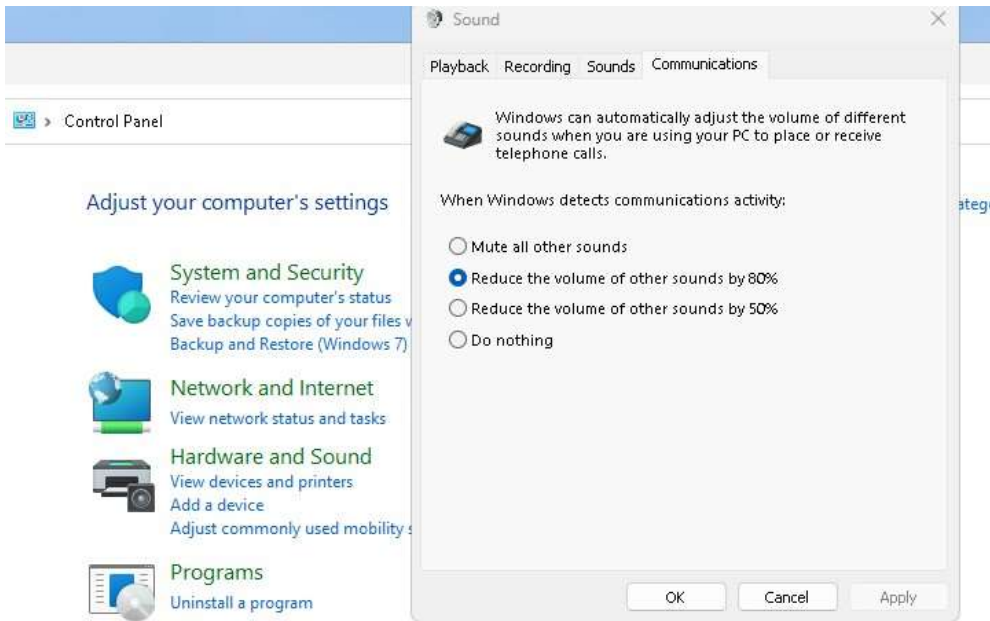 Sound
Playback Recording Sounds Communications
Windows can automatically adjust the volume of different
sounds when you are using your PC to place or receive
telephone calls.
When Windows detects communications activity:
Mute all other sounds
Reduce the volume of other sounds by 80%
Reduce the volume of other sounds by 50%
Do nothing
OK Cancel Apply
Control Panel
Adjust your computer's settings
System and Security
Review your computer's status
Save backup copies of your files
Backup and Restore (Windows 7)
Network and Internet
View network status and tasks
Hardware and Sound
View devices and printers
Add a device
Adjust commonly used mobility
Programs
Uninstall a program